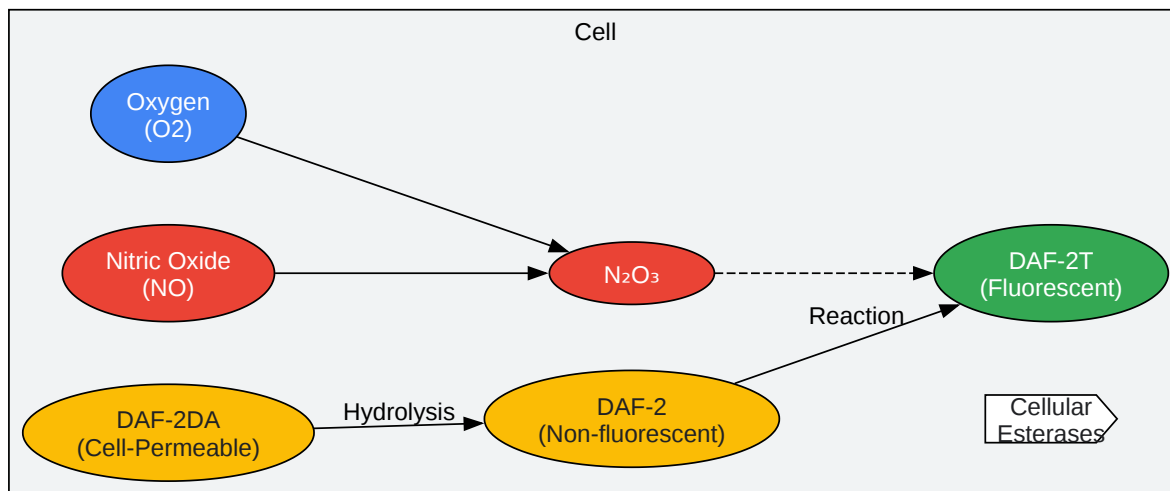 Cell
Oxygen
(O2)
Nitric Oxide
(NO)
N₂O₃
DAF-2T
(Fluorescent)
Reaction
DAF-2DA
(Cell-Permeable)
Hydrolysis
DAF-2
(Non-fluorescent)
Cellular
Esterases